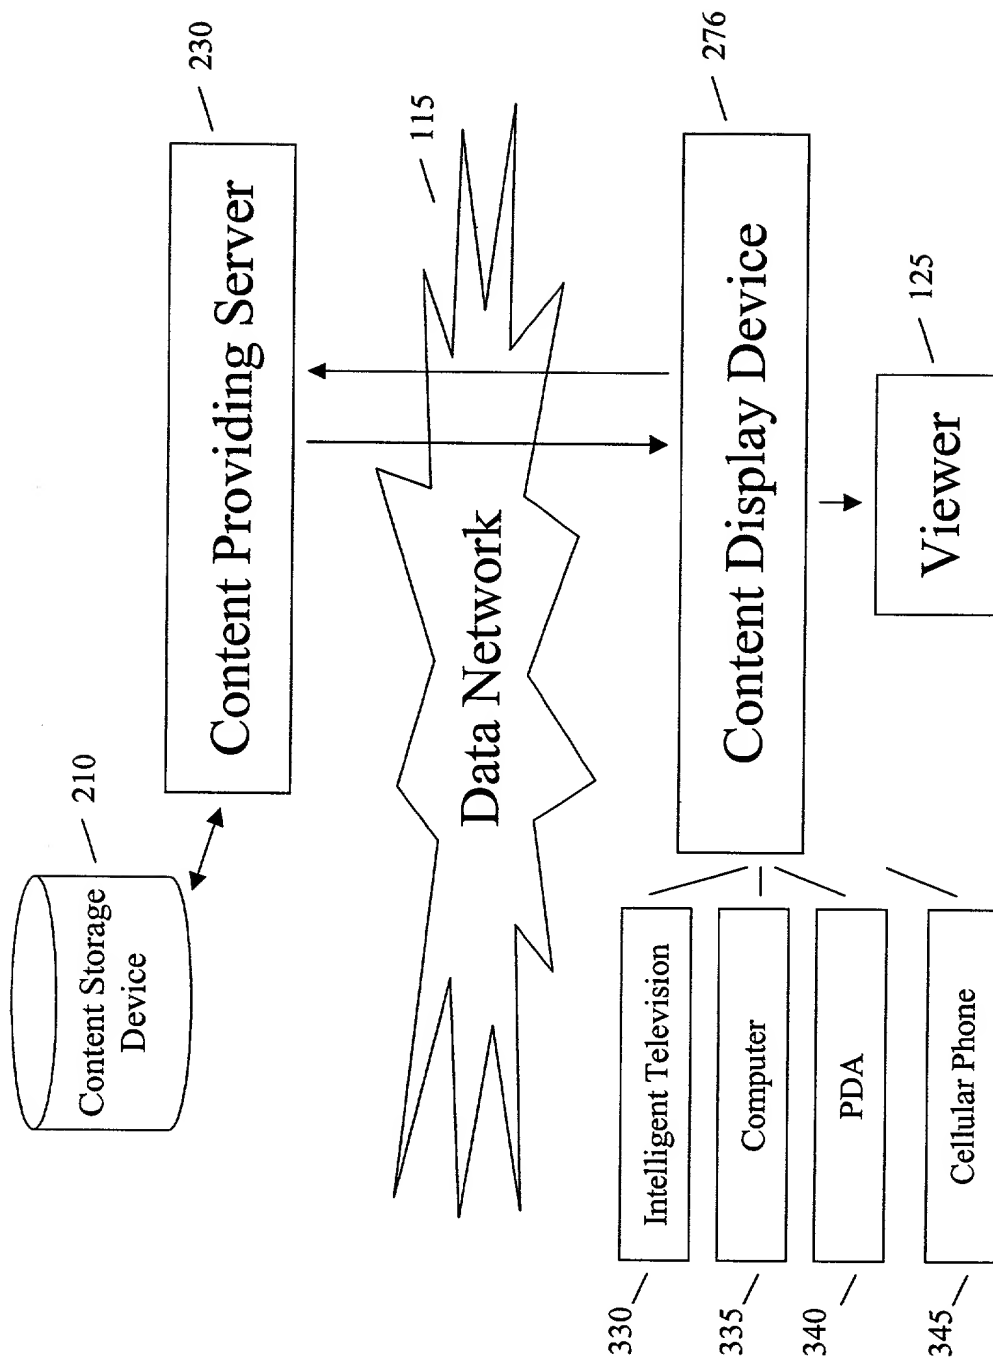 210
Content Storage
Device
230
Content Providing Server
115
Data Network
276
Content Display Device
125
Viewer
330
Intelligent Television
335
Computer
340
PDA
345
Cellular Phone